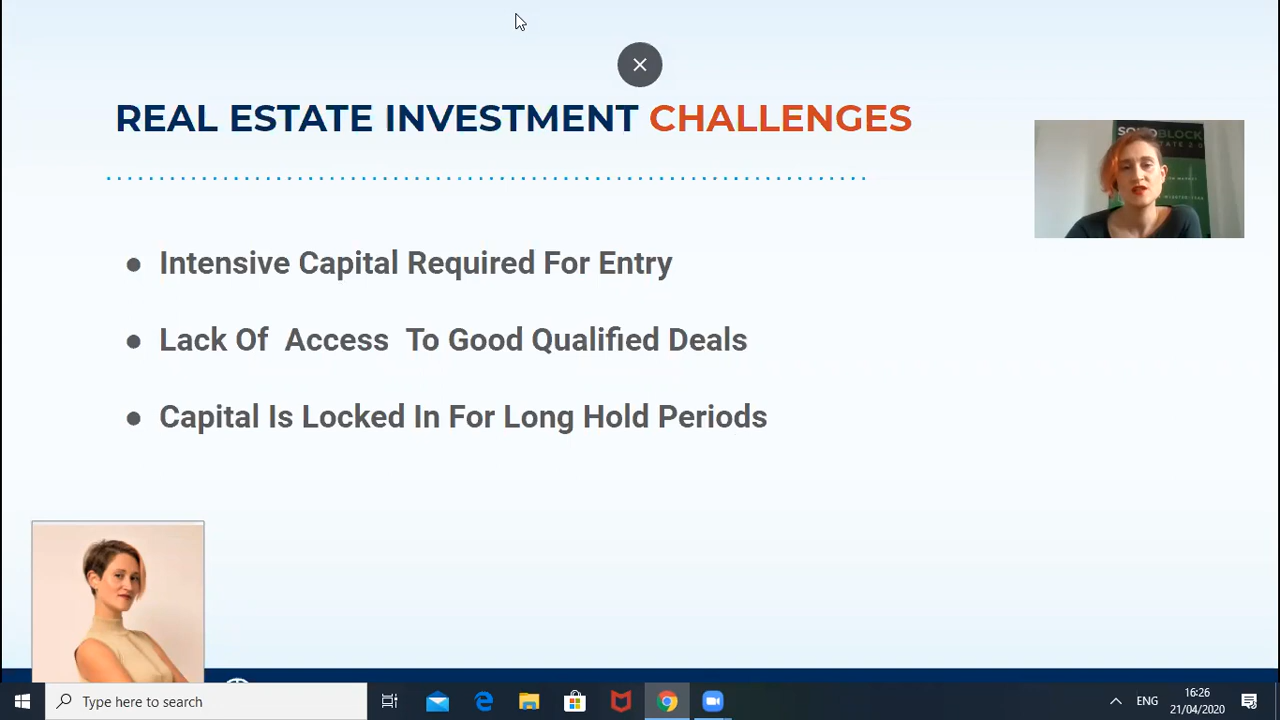 REAL ESTATE INVESTMENT CHALLENGES
BLOCK
Intensive Capital Required For Entry
Lack Of Access To Good Qualified Deals
Capital Is Locked In For Long Hold Periods
Type here to search
ENG
16:26
21/04/2020